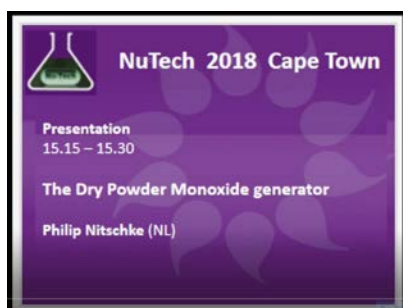 NuTech 2018 Cape Town
Presentation
15.15 – 15.30
The Dry Powder Monoxide generator
Philip Nitschke (NL)